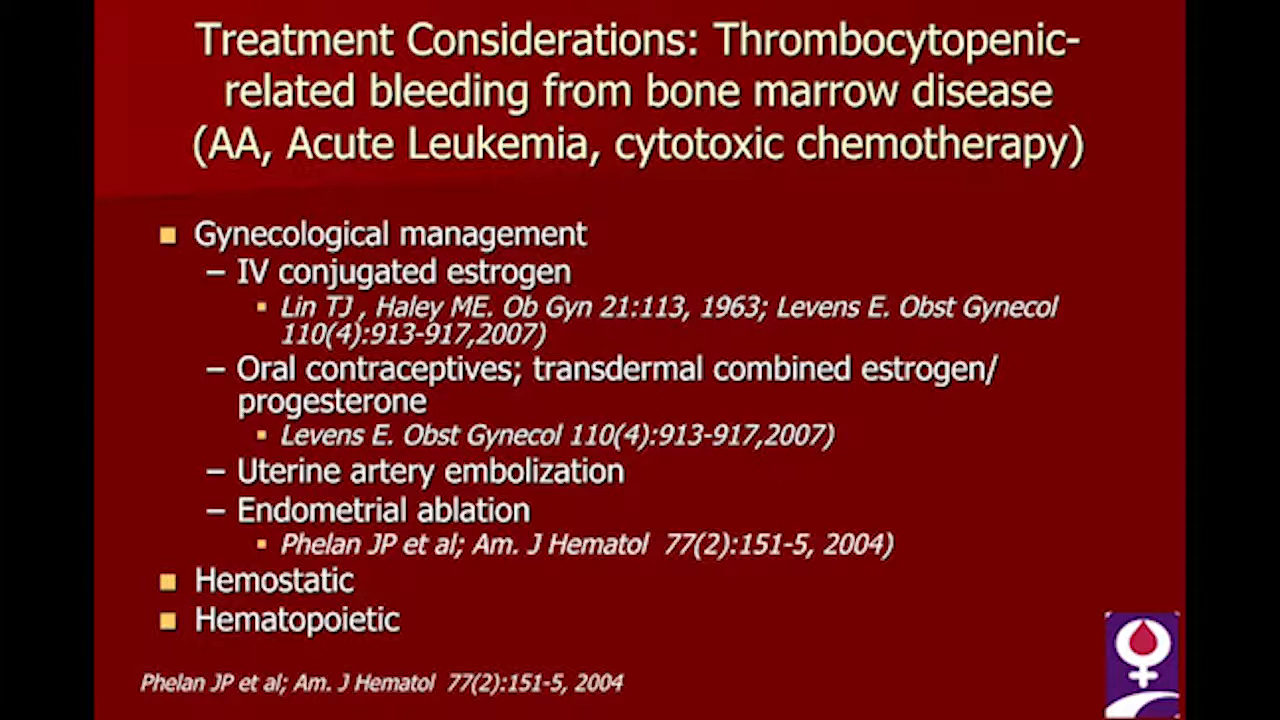 Treatment Considerations: Thrombocytopenic-
related bleeding from bone marrow disease
(AA, Acute Leukemia, cytotoxic chemotherapy)
Gynecological management
– IV conjugated estrogen
Lin TJ , Haley ME. Ob Gyn 21:113, 1963; Levens E. Obst Gynecol
110(4):913-917,2007)
– Oral contraceptives; transdermal combined estrogen/
progesterone
Levens E. Obst Gynecol 110(4):913-917,2007)
– Uterine artery embolization
– Endometrial ablation
Phelan JP et al; Am. J Hematol 77(2):151-5, 2004)
Hemostatic
Hematopoietic
Phelan JP et al; Am. J Hematol 77(2):151-5, 2004